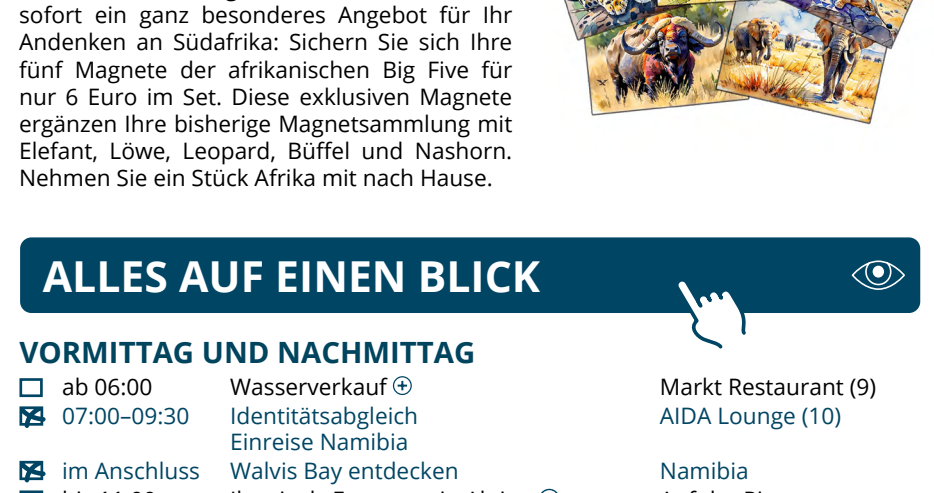 sofort ein ganz besonderes Angebot für Ihr
Andenken an Südafrika: Sichern Sie sich Ihre
fünf Magnete der afrikanischen Big Five für
nur 6 Euro im Set. Diese exklusiven Magnete
ergänzen Ihre bisherige Magnetsammlung mit
Elefant, Löwe, Leopard, Büffel und Nashorn.
Nehmen Sie ein Stück Afrika mit nach Hause.
ALLES AUF EINEN BLICK
VORMITTAG UND NACHMITTAG
ab 06:00 Wasserverkauf Markt Restaurant (9)
07:00–09:30 Identitätsabgleich AIDA Lounge (10)
Einreise Namibia
im Anschluss Walvis Bay entdecken Namibia